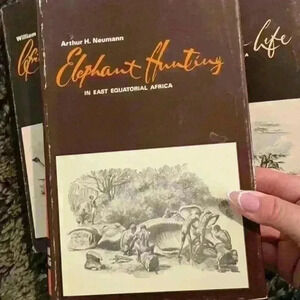 William
Arthur H. Neumann
Elephant Hunting
IN EAST EQUATORIAL AFRICA
life